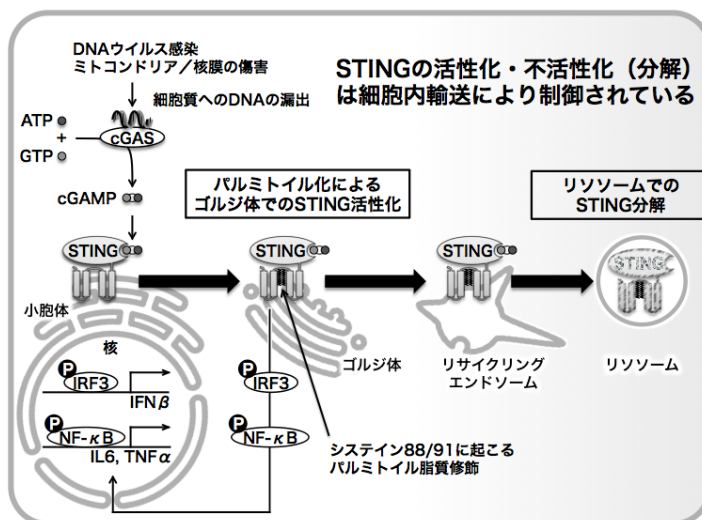 DNAウイルス感染
ミトコンドリア／核膜の傷害
STINGの活性化・不活性化（分解）
は細胞内輸送により制御されている
細胞質へのDNAの漏出
ATP
+
GTP
cGAS
cGAMP
パルミトイル化による
ゴルジ体でのSTING活性化
リソソームでの
STING分解
STING
STING
STING
STING
小胞体
核
ゴルジ体
リサイクリング
エンドソーム
リソソーム
P
IRF3
IFNβ
P
IRF3
P
NF-κB
IL6, TNFα
P
NF-κB
システイン88/91に起こる
パルミトイル脂質修飾